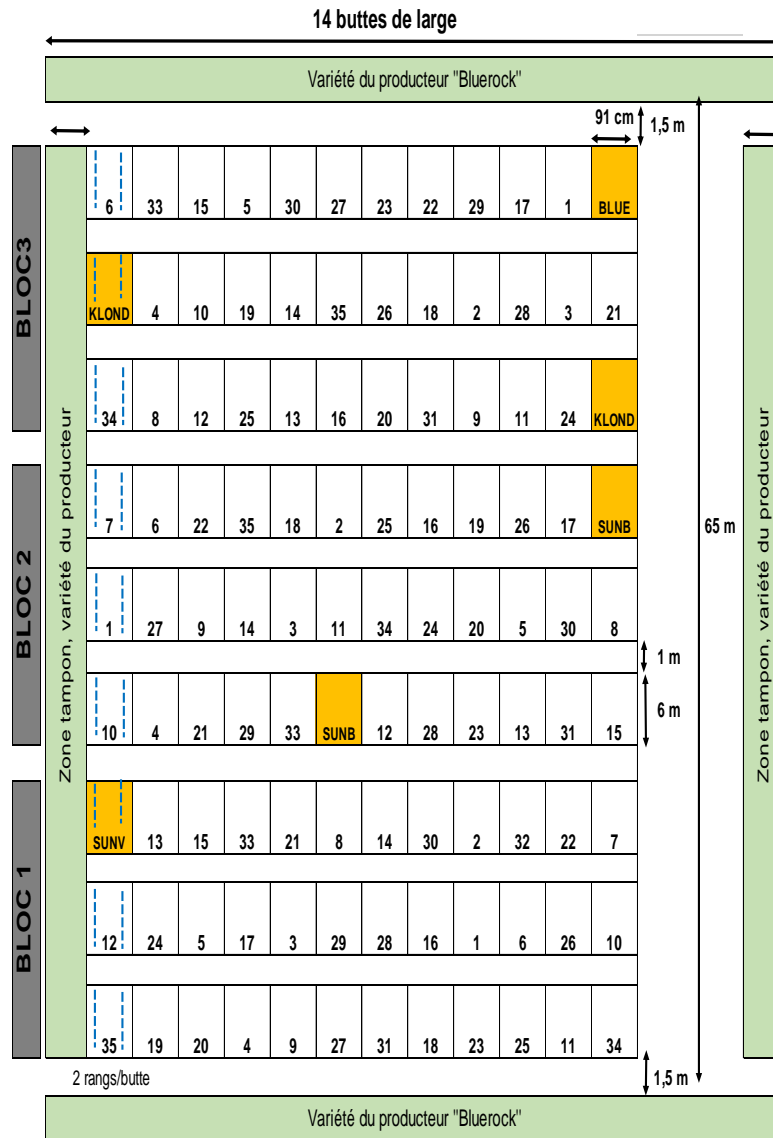 14 buttes de large
Variété du producteur "Bluerock"
91 cm
1,5 m
BLOC3
6 33 15 5 30 27 23 22 29 17 1 BLUE
KLOND 4 10 19 14 35 26 18 2 28 3 21
34 8 12 25 13 16 20 31 9 11 24 KLOND
Zone tampon, variété du producteur
Zone tampon, variété du producteur
BLOC 2
7 6 22 35 18 2 25 16 19 26 17 SUNB
65 m
1 27 9 14 3 11 34 24 20 5 30 8
1 m
10 4 21 29 33 SUNB 12 28 23 13 31 15
6 m
BLOC 1
SUNV 13 15 33 21 8 14 30 2 32 22 7
12 24 5 17 3 29 28 16 1 6 26 10
35 19 20 4 9 27 31 18 23 25 11 34
2 rangs/butte
1,5 m
Variété du producteur "Bluerock"